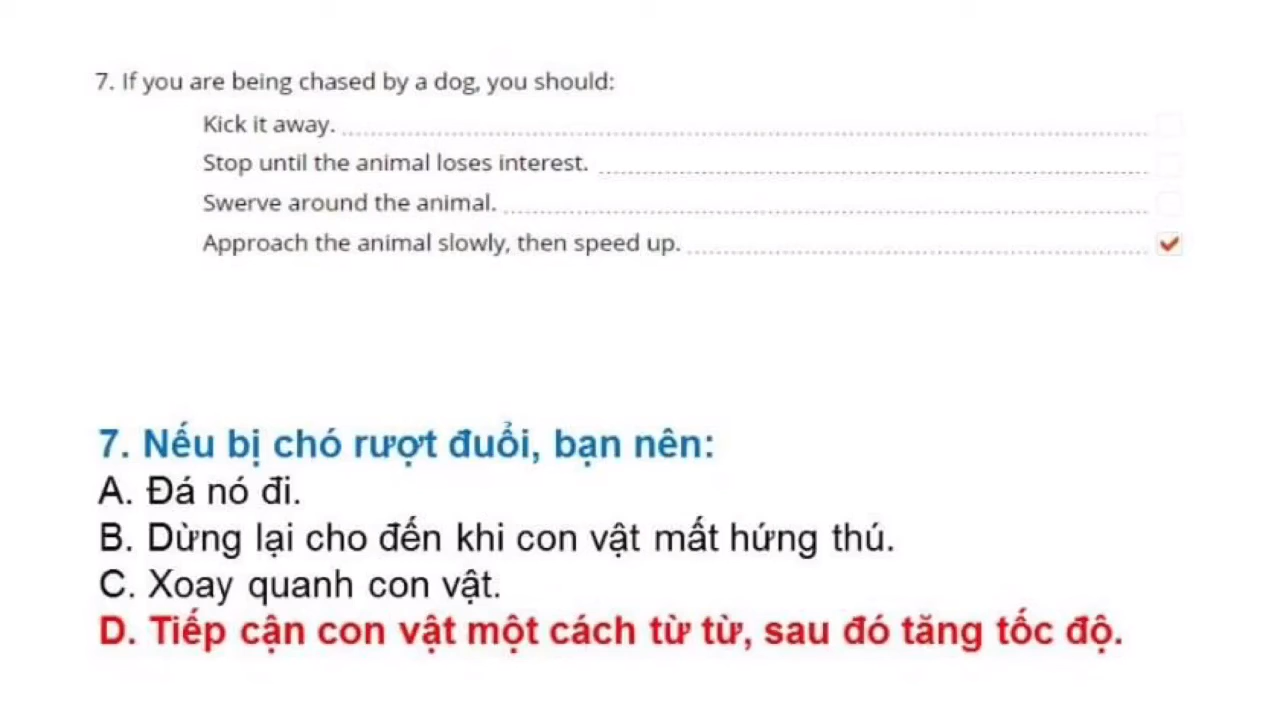 7. If you are being chased by a dog, you should:
Kick it away.
Stop until the animal loses interest.
Swerve around the animal.
Approach the animal slowly, then speed up.
7. Nếu bị chó rượt đuổi, bạn nên:
A. Đá nó đi.
B. Dừng lại cho đến khi con vật mất hứng thú.
C. Xoay quanh con vật.
D. Tiếp cận con vật một cách từ từ, sau đó tăng tốc độ.